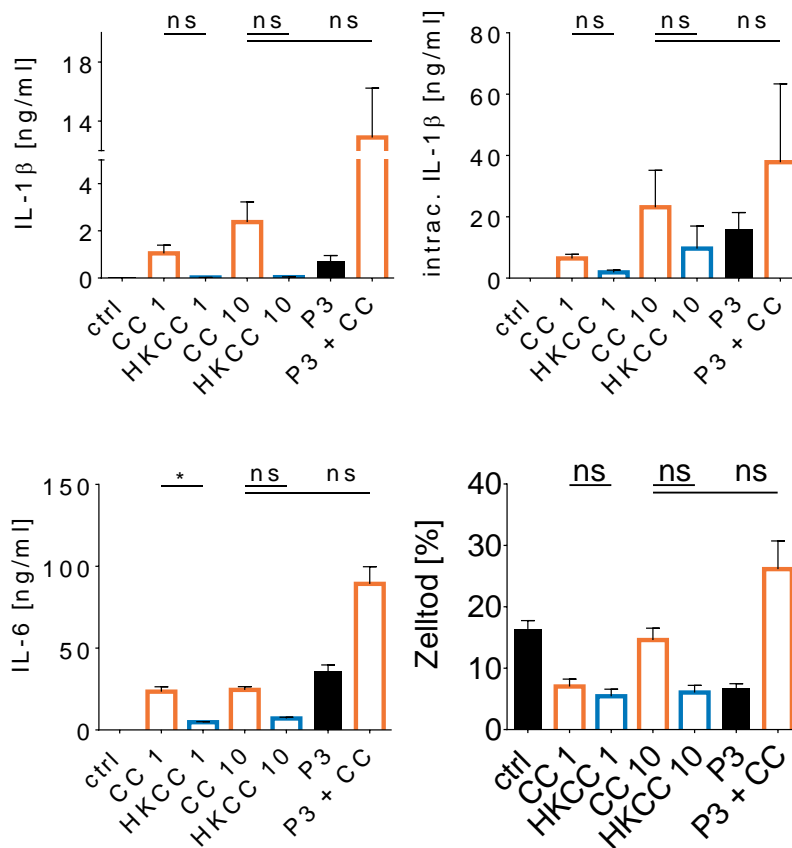 ns ns ns
IL-1β [ng/ml]
18
14
4
2
0
ctrl
CC 1
HKCC 1
CC 10
HKCC 10
P3
P3 + CC
ns ns ns
intrac. IL-1β [ng/ml]
80
60
40
20
0
ctrl
CC 1
HKCC 1
CC 10
HKCC 10
P3
P3 + CC
* ns ns
IL-6 [ng/ml]
150
100
50
0
ctrl
CC 1
HKCC 1
CC 10
HKCC 10
P3
P3 + CC
ns ns ns
Zelltod [%]
40
30
20
10
0
ctrl
CC 1
HKCC 1
CC 10
HKCC 10
P3
P3 + CC